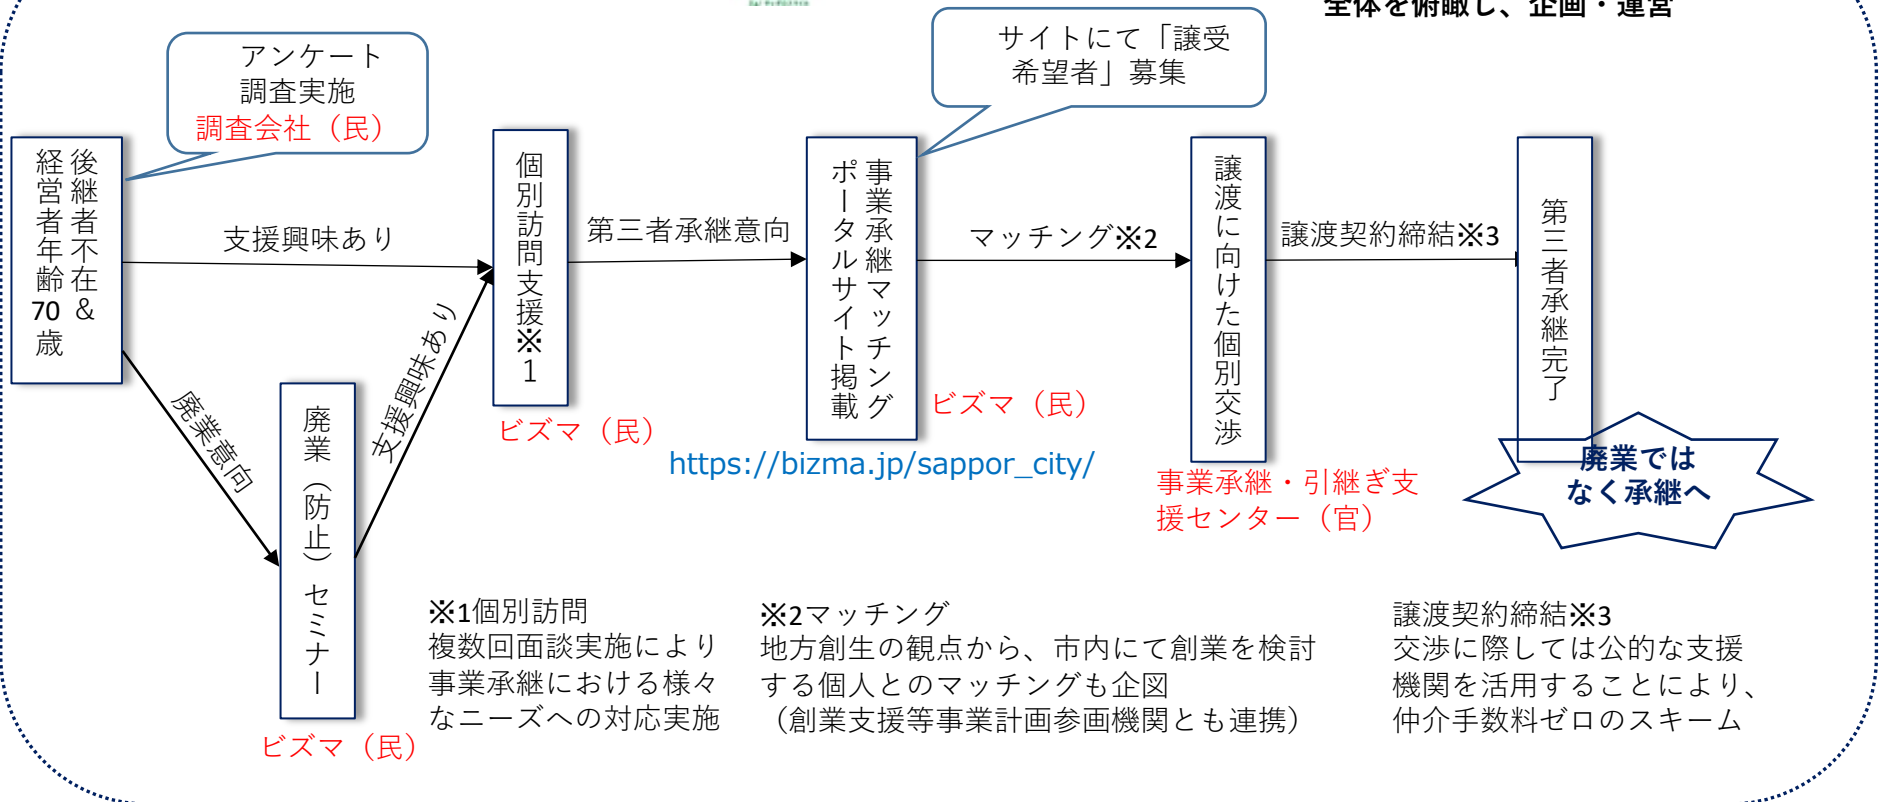 全体を俯瞰し、企画・運営
アンケート
調査実施
調査会社（民）
サイトにて「譲受
希望者」募集
後継者不在＆
経営者年齢70歳
支援興味あり
廃業意向
廃業（防止）セミナー
ビズマ（民）
支援興味あり
個別訪問支援※1
ビズマ（民）
第三者承継意向
事業承継マッチング
ポータルサイト掲載
ビズマ（民）
https://bizma.jp/sappor_city/
マッチング※2
譲渡に向けた個別交渉
事業承継・引継ぎ支
援センター（官）
譲渡契約締結※3
第三者承継完了
廃業では
なく承継へ
※1個別訪問
複数回面談実施により
事業承継における様々
なニーズへの対応実施
※2マッチング
地方創生の観点から、市内にて創業を検討
する個人とのマッチングも企図
（創業支援等事業計画参画機関とも連携）
譲渡契約締結※3
交渉に際しては公的な支援
機関を活用することにより、
仲介手数料ゼロのスキーム